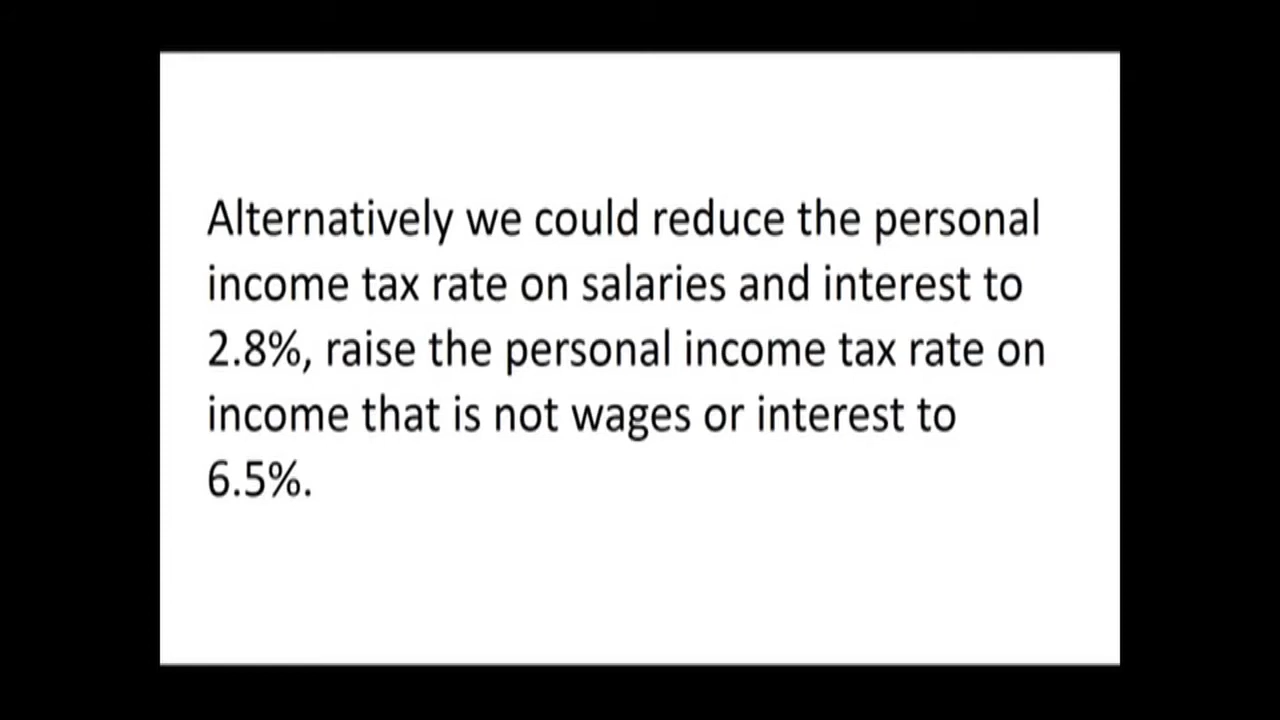 Alternatively we could reduce the personal
income tax rate on salaries and interest to
2.8%, raise the personal income tax rate on
income that is not wages or interest to
6.5%.